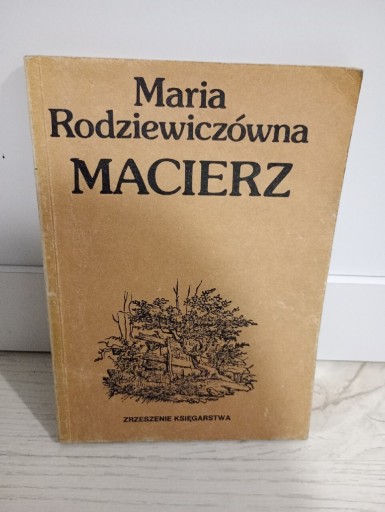 Maria
Rodziewiczówna
MACIERZ
ZRZESZENIE KSIĘGARSTWA